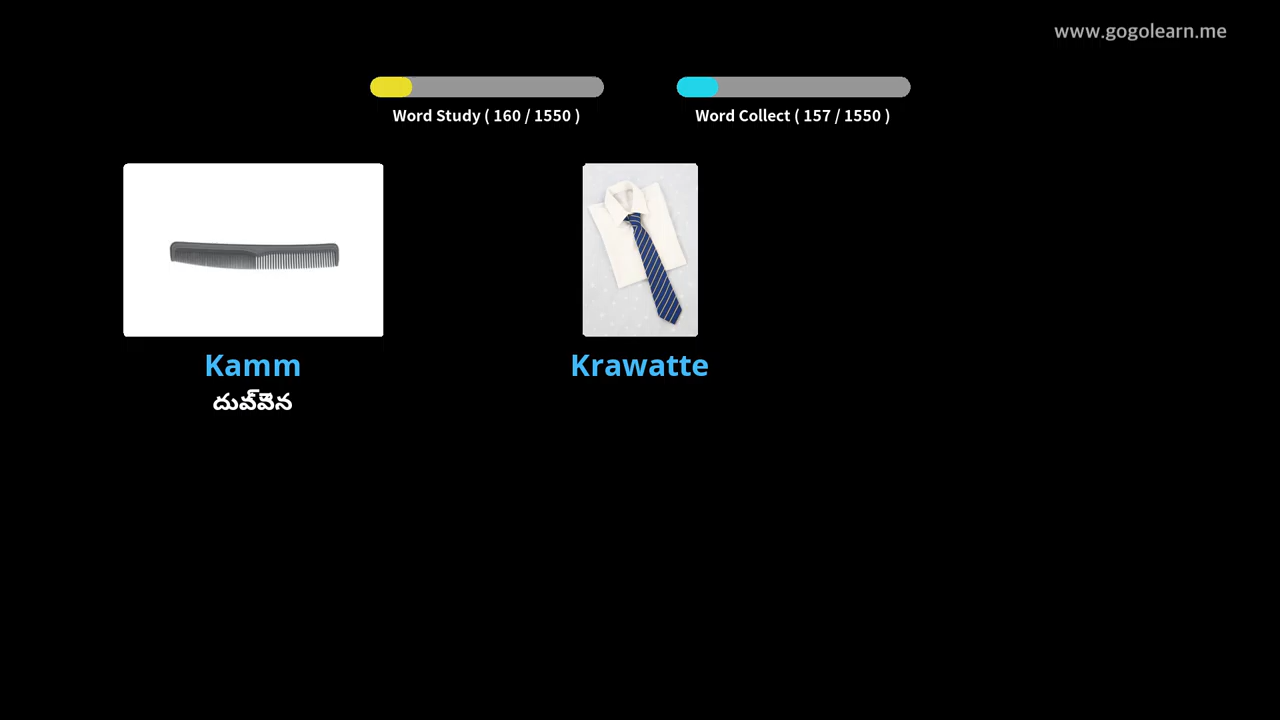 www.gogolearn.me
Word Study ( 160 / 1550 )
Word Collect ( 157 / 1550 )
Kamm
దువ్వెన
Krawatte